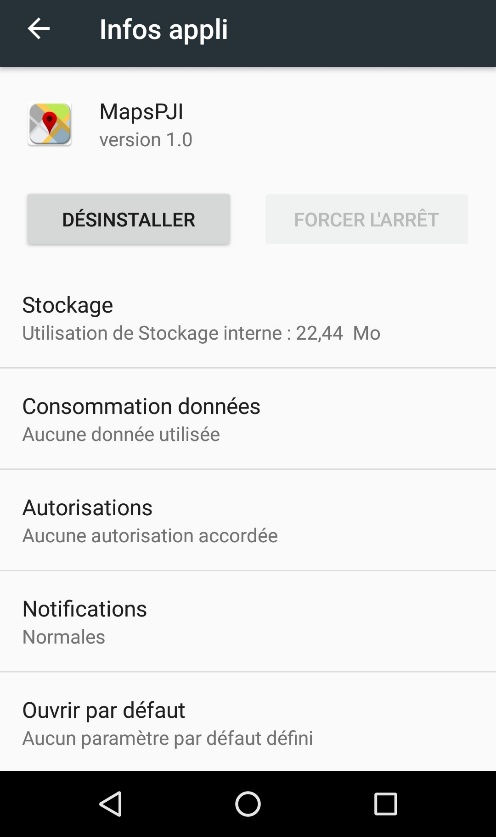 Infos appli
MapsPJI
version 1.0
DÉSINSTALLER
FORCER L'ARRÊT
Stockage
Utilisation de Stockage interne : 22,44 Mo
Consommation données
Aucune donnée utilisée
Autorisations
Aucune autorisation accordée
Notifications
Normales
Ouvrir par défaut
Aucun paramètre par défaut défini